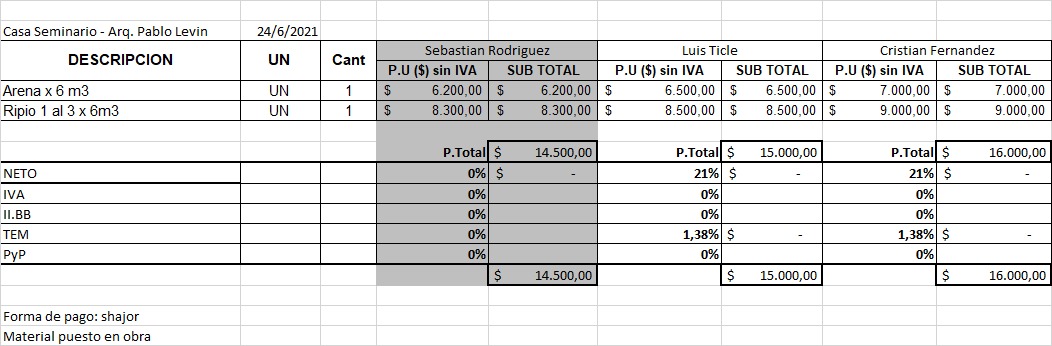 Casa Seminario - Arq. Pablo Levin 24/6/2021
DESCRIPCION UN Cant Sebastian Rodriguez Luis Ticle Cristian Fernandez
P.U ($) sin IVA SUB TOTAL P.U ($) sin IVA SUB TOTAL P.U ($) sin IVA SUB TOTAL
Arena x 6 m3 UN 1 $ 6.200,00 $ 6.200,00 $ 6.500,00 $ 6.500,00 $ 7.000,00 $ 7.000,00
Ripio 1 al 3 x 6m3 UN 1 $ 8.300,00 $ 8.300,00 $ 8.500,00 $ 8.500,00 $ 9.000,00 $ 9.000,00
P.Total $ 14.500,00 P.Total $ 15.000,00 P.Total $ 16.000,00
NETO 0% $ - 21% $ - 21% $ -
IVA 0% 0% 0%
II.BB 0% 0% 0%
TEM 0% 1,38% $ - 1,38% $ -
PyP 0% 0% 0%
$ 14.500,00 $ 15.000,00 $ 16.000,00
Forma de pago: shajor
Material puesto en obra